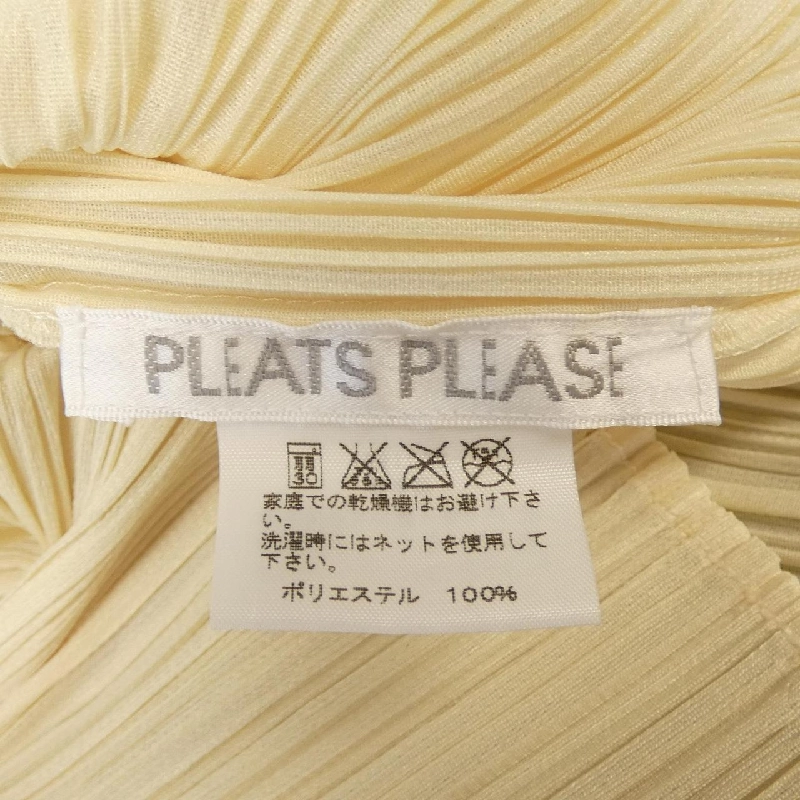 PLEATS PLEASE
弱 30
家庭での乾燥機はお避け下さ
い。
洗濯時にはネットを使用して
下さい。
ポリエステル 100%